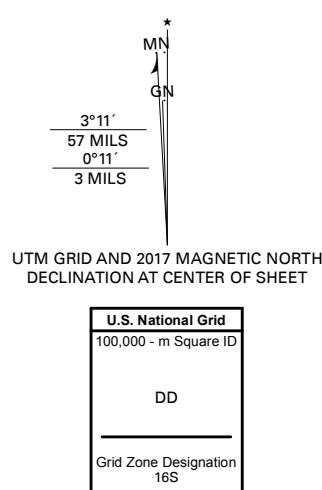 MN
GN
3°11´
57 MILS
0°11´
3 MILS
UTM GRID AND 2017 MAGNETIC NORTH
DECLINATION AT CENTER OF SHEET
U.S. National Grid
100,000 - m Square ID
DD
Grid Zone Designation
16S